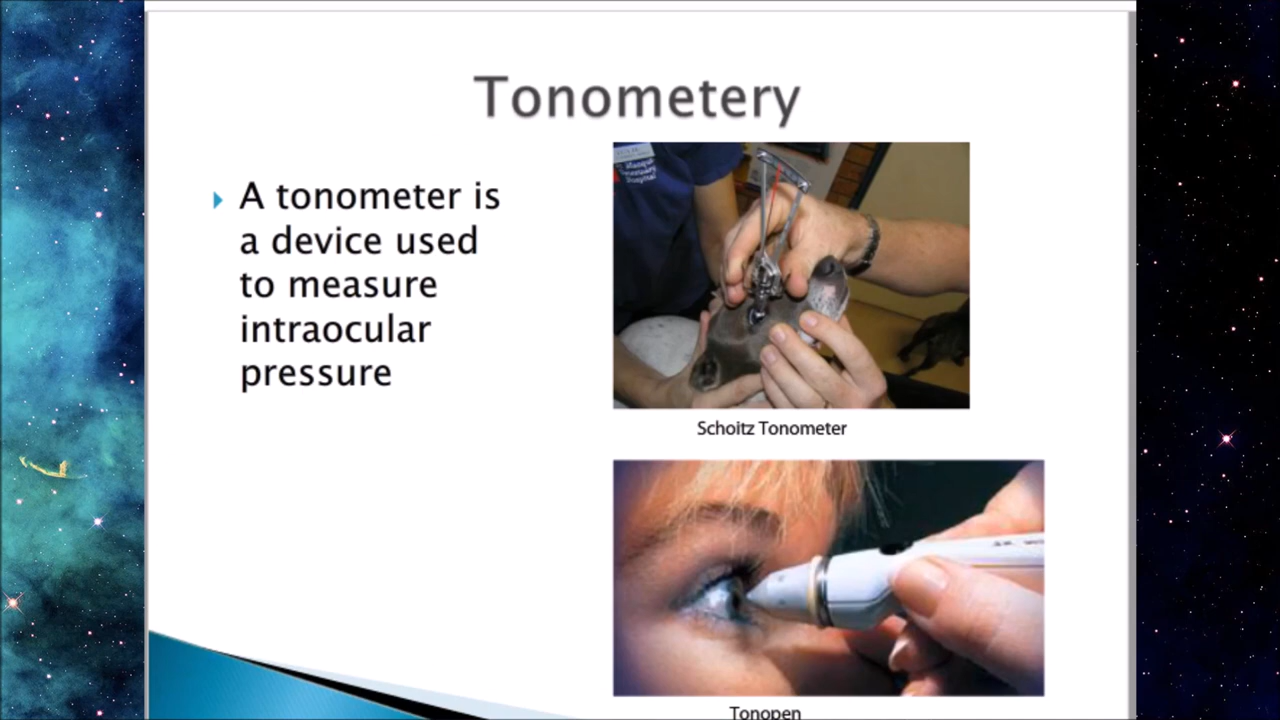 Tonometery
A tonometer is
a device used
to measure
intraocular
pressure
Schoitz Tonometer
Tonopen